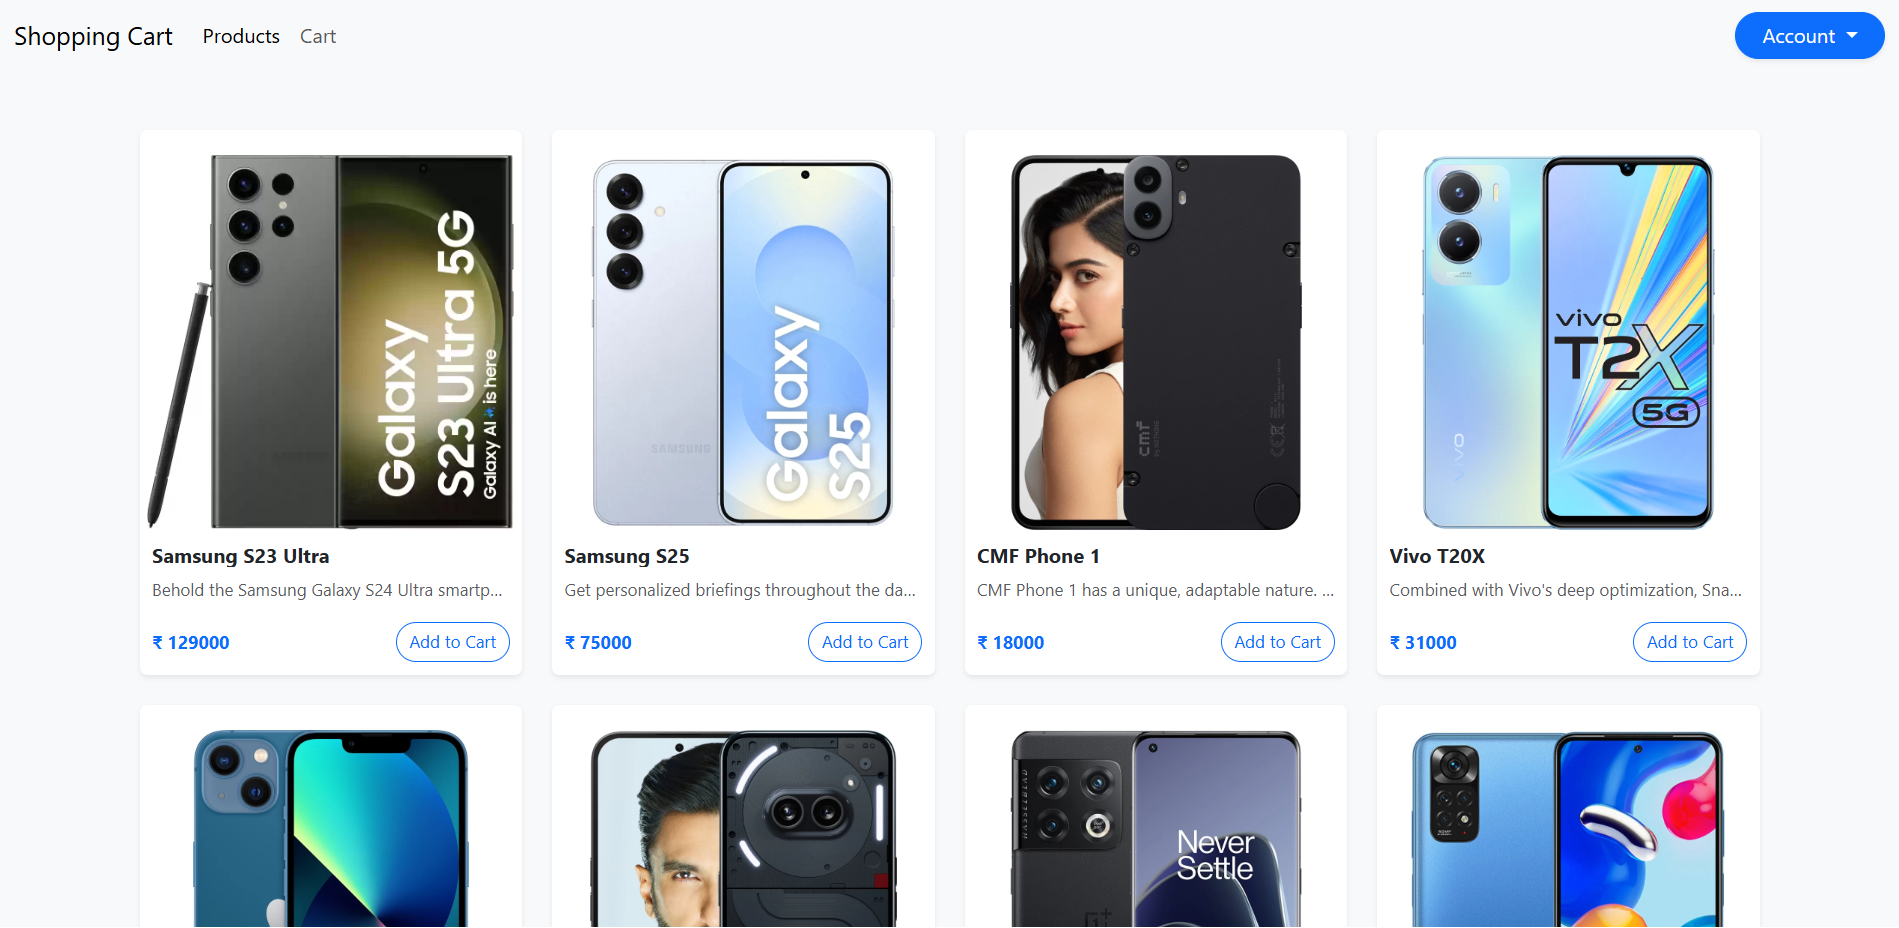 Shopping Cart
Products
Cart
Account
Galaxy
S23 Ultra 5G
Galaxy AI is here
SAMSUNG
Galaxy
S25
cmf
by NOTHING
vivo
vivo
T2X
5G
Samsung S23 Ultra
Behold the Samsung Galaxy S24 Ultra smartp...
₹ 129000
Add to Cart
Samsung S25
Get personalized briefings throughout the da...
₹ 75000
Add to Cart
CMF Phone 1
CMF Phone 1 has a unique, adaptable nature. ...
₹ 18000
Add to Cart
Vivo T20X
Combined with Vivo's deep optimization, Sna...
₹ 31000
Add to Cart
HASSELBLAD
Never
Settle